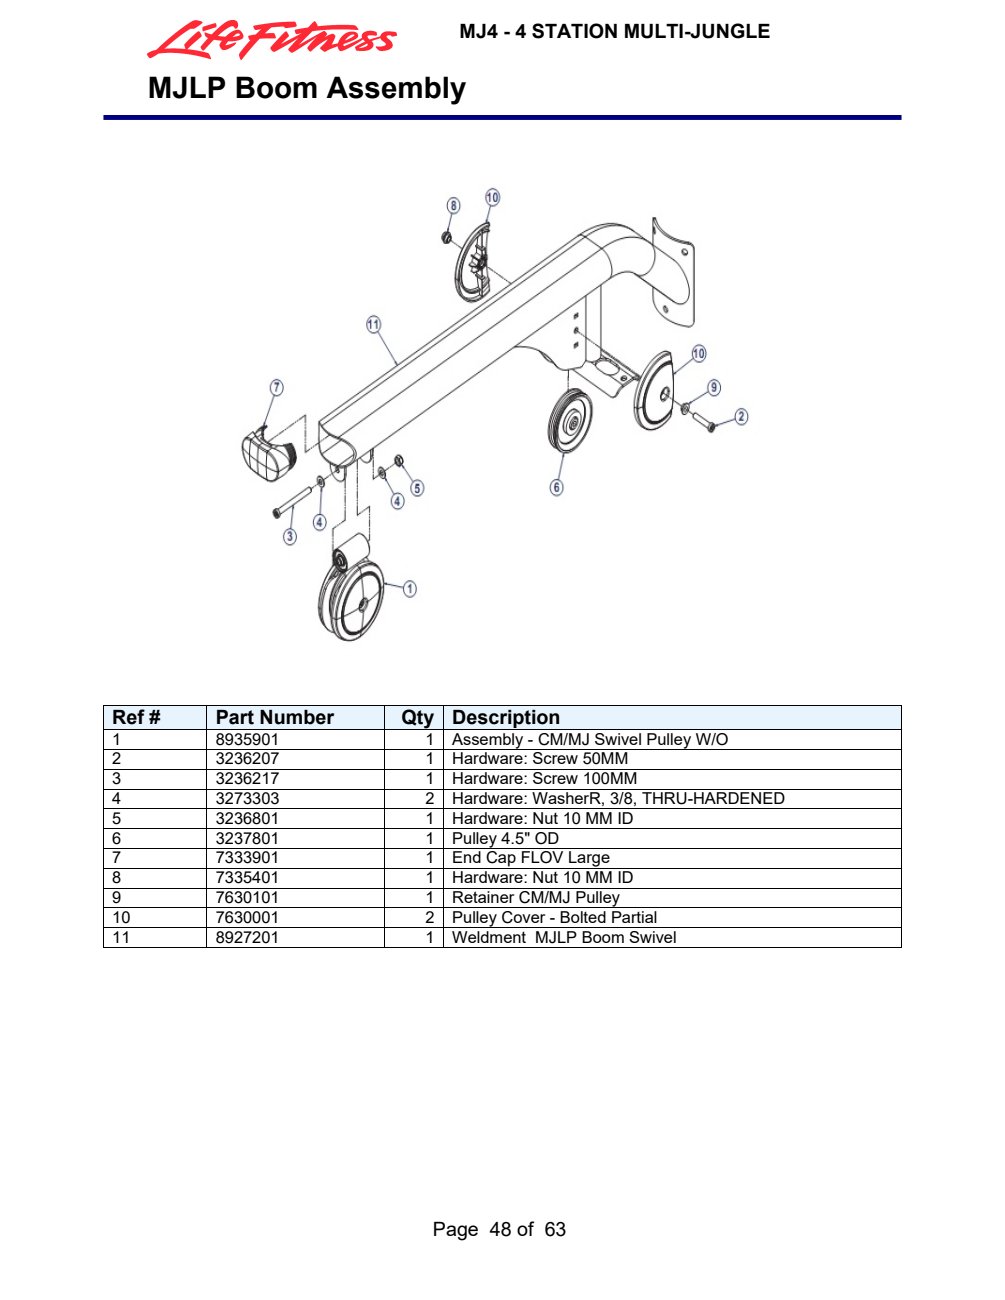 Life Fitness
MJ4 - 4 STATION MULTI-JUNGLE
MJLP Boom Assembly
8
10
11
10
7
9
2
5
4
6
4
3
1
Ref # Part Number Qty Description
1 8935901 1 Assembly - CM/MJ Swivel Pulley W/O
2 3236207 1 Hardware: Screw 50MM
3 3236217 1 Hardware: Screw 100MM
4 3273303 2 Hardware: WasherR, 3/8, THRU-HARDENED
5 3236801 1 Hardware: Nut 10 MM ID
6 3237801 1 Pulley 4.5" OD
7 7333901 1 End Cap FLOV Large
8 7335401 1 Hardware: Nut 10 MM ID
9 7630101 1 Retainer CM/MJ Pulley
10 7630001 2 Pulley Cover - Bolted Partial
11 8927201 1 Weldment  MJLP Boom Swivel
Page  48 of  63